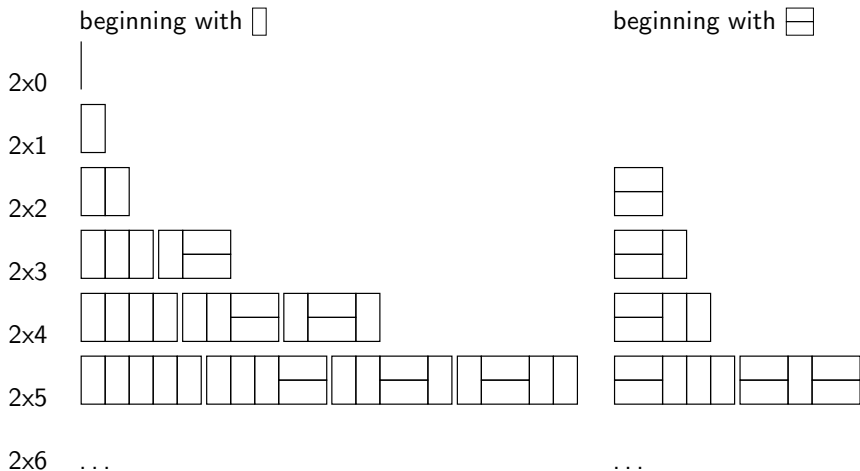 beginning with beginning with
2x0
2x1
2x2
2x3
2x4
2x5
2x6 ... ...